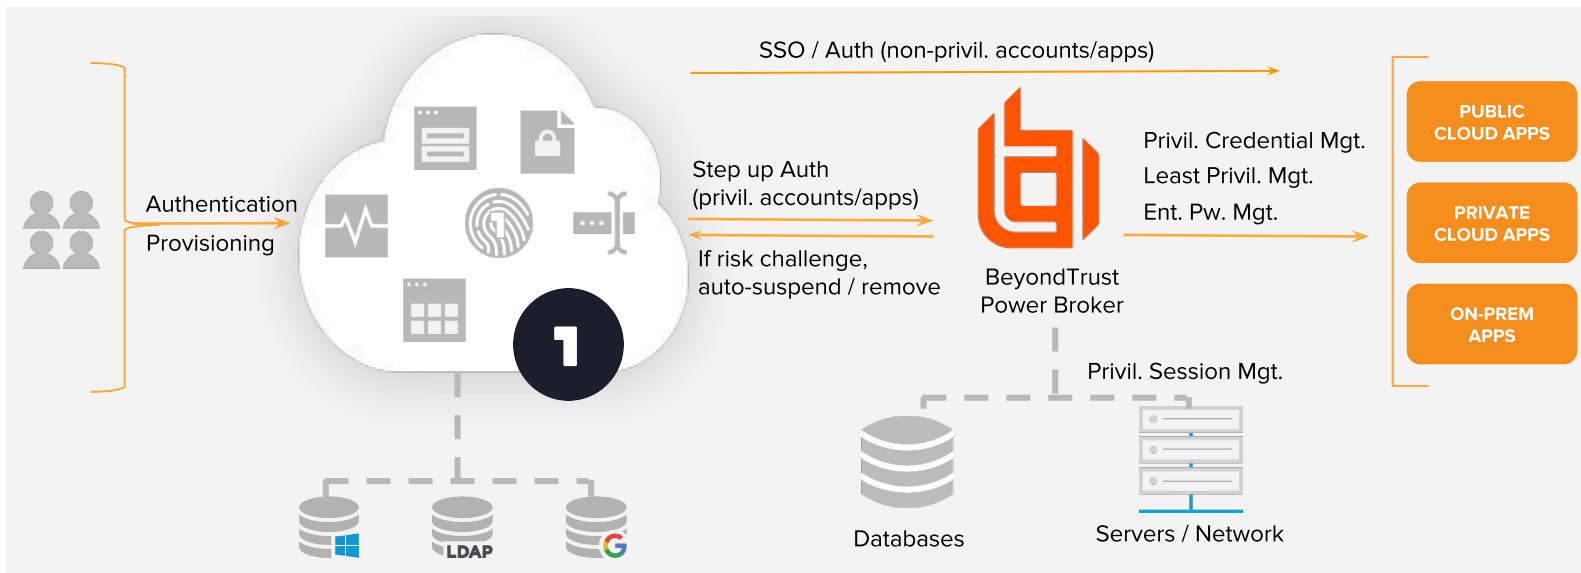 SSO / Auth (non-privil. accounts/apps)
Authentication
Provisioning
1
1
Step up Auth
(privil. accounts/apps)
If risk challenge,
auto-suspend / remove
BeyondTrust
Power Broker
Privil. Credential Mgt.
Least Privil. Mgt.
Ent. Pw. Mgt.
PUBLIC
CLOUD APPS
PRIVATE
CLOUD APPS
ON-PREM
APPS
Privil. Session Mgt.
LDAP
G
Databases
Servers / Network